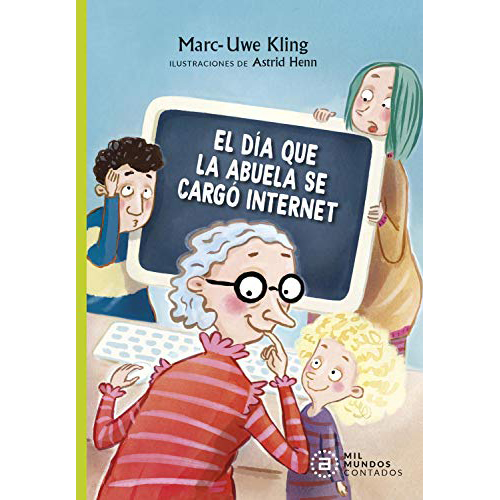 Marc-Uwe Kling
ILUSTRACIONES DE Astrid Henn
EL DÍA QUE
LA ABUELA SE
CARGÓ INTERNET
a
MIL
MUNDOS
CONTADOS